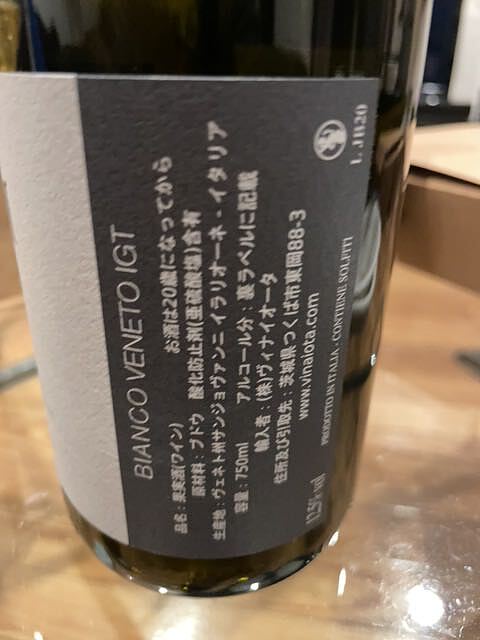 BIANCO VENETO IGT
お酒は20歳になってから
品名：果実酒(ワイン)
原材料：ブドウ 酸化防止剤(亜硫酸塩)含有
生産地：ヴェネト州サンジョヴァンニイラリオーネ-イタリア
容量：750ml アルコール分：裏ラベルに記載
輸入者：(株)ヴィナイオータ
住所及び引取先：茨城県つくば市東岡88-3
www.vinaiota.com
PRODOTTO IN ITALIA - CONTIENE SOLFITI
12.5% vol
L JB20